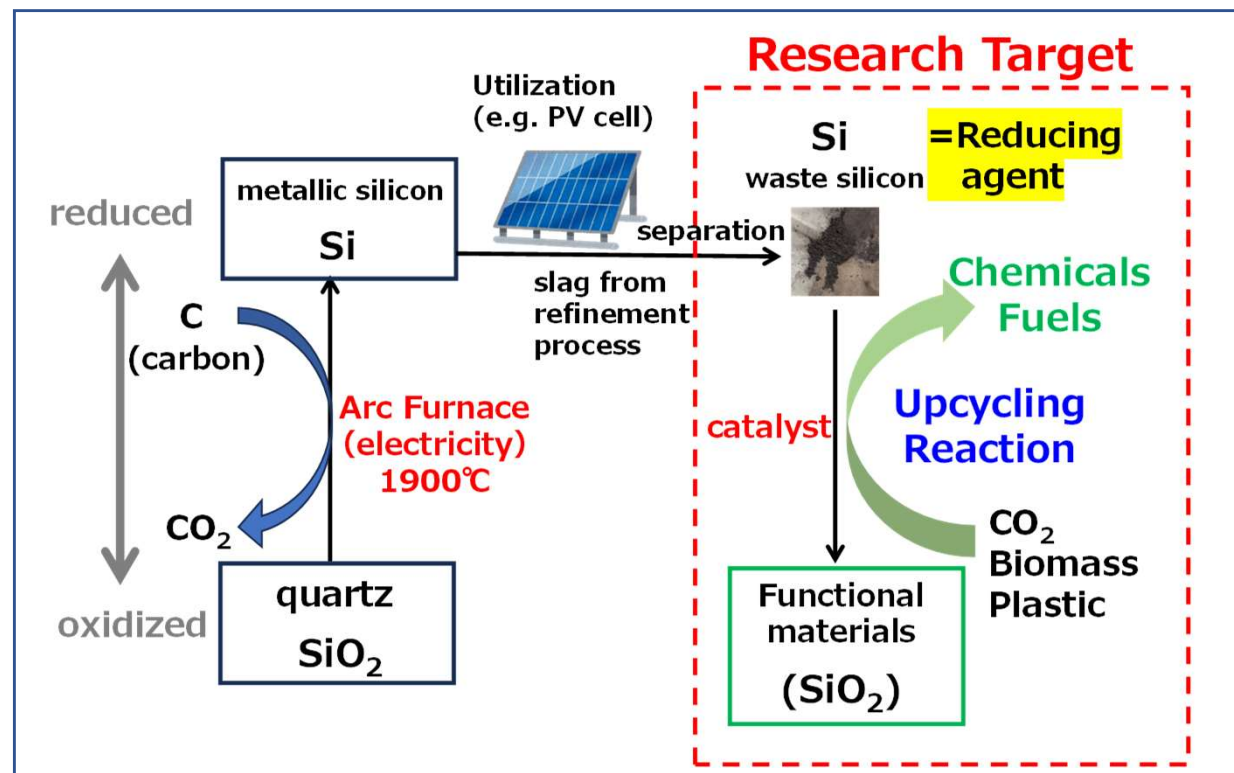 Research Target
Utilization
(e.g. PV cell)
Si
waste silicon
=Reducing
agent
metallic silicon
Si
reduced
separation
slag from
refinement
process
Chemicals
Fuels
C
(carbon)
Arc Furnace
(electricity)
1900℃
catalyst
Upcycling
Reaction
CO₂
CO₂
Biomass
Plastic
quartz
SiO₂
oxidized
Functional
materials
(SiO₂)